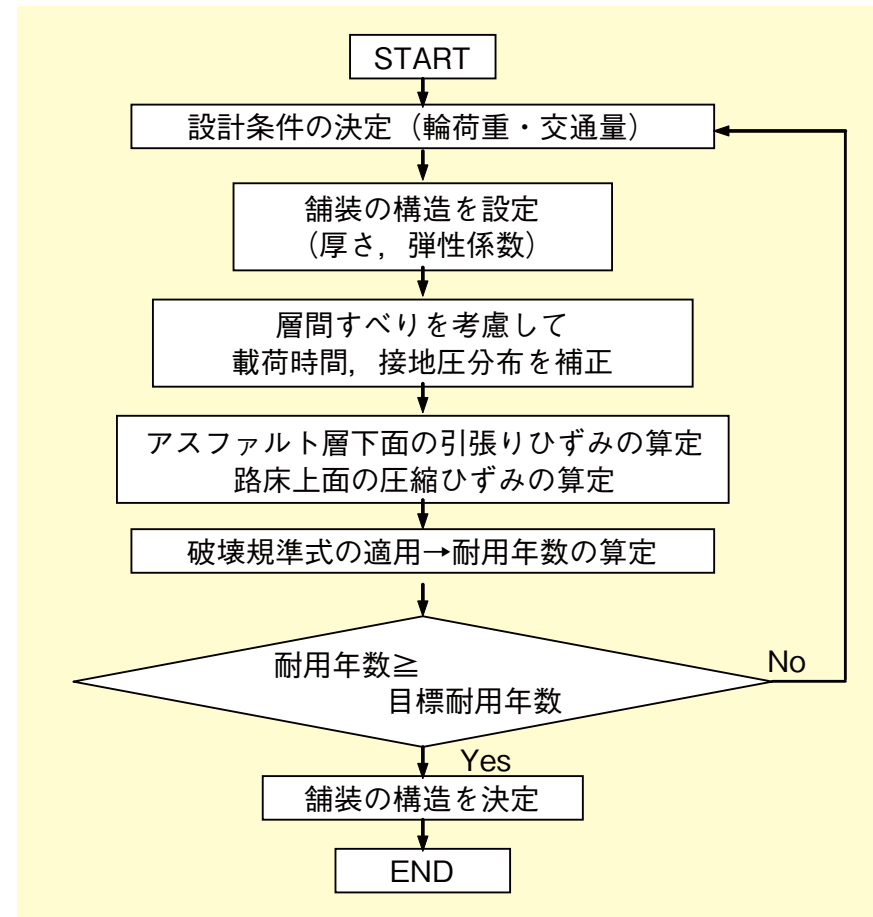 START
設計条件の決定（輪荷重・交通量）
舗装の構造を設定
（厚さ，弾性係数）
層間すべりを考慮して
載荷時間，接地圧分布を補正
アスファルト層下面の引張りひずみの算定
路床上面の圧縮ひずみの算定
破壊規準式の適用→耐用年数の算定
耐用年数≧
目標耐用年数
No
Yes
舗装の構造を決定
END